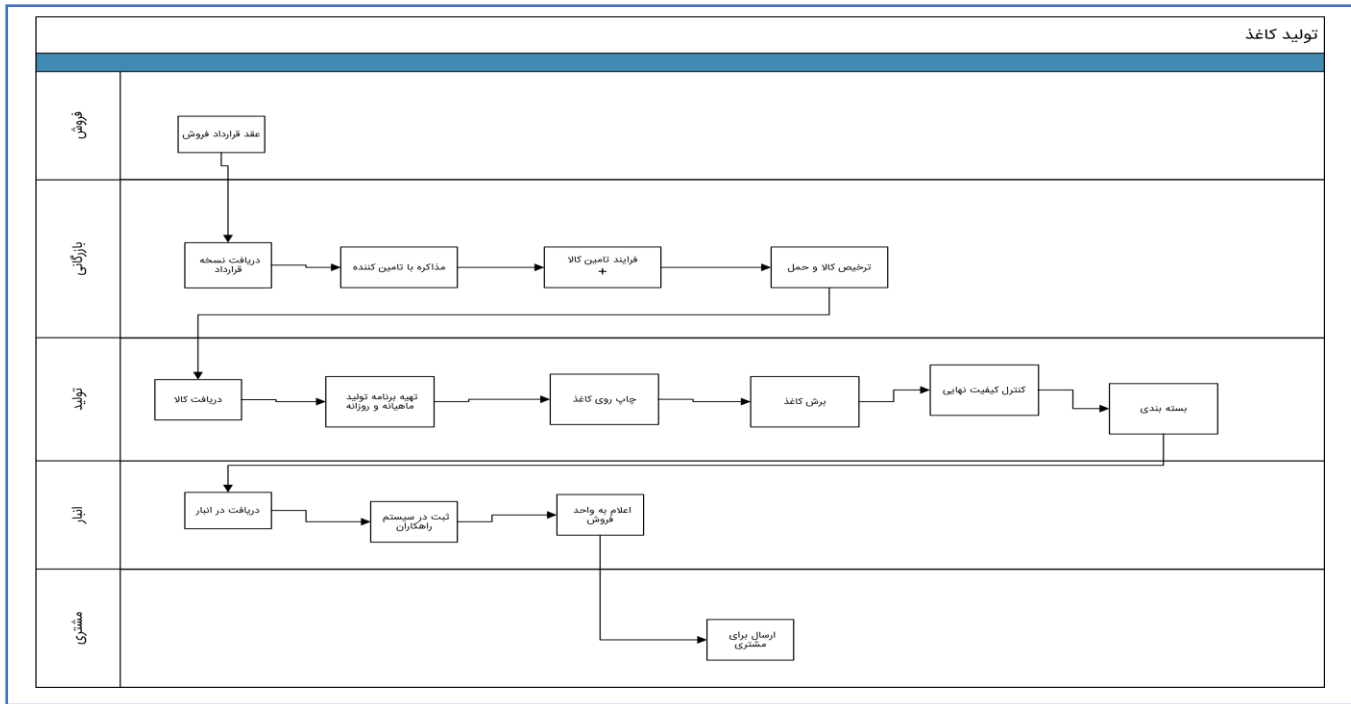 تولید کاغذ
فروش
عقد قرارداد فروش
بازرگانی
دریافت نسخه
قرارداد
مذاکره با تامین کننده
فرایند تامین کالا
+
ترخیص کالا و حمل
تولید
دریافت کالا
تهیه برنامه تولید
ماهیانه و روزانه
چاپ روی کاغذ
برش کاغذ
کنترل کیفیت نهایی
بسته بندی
انبار
دریافت در انبار
ثبت در سیستم
راهکاران
اعلام به واحد
فروش
مشتری
ارسال برای
مشتری